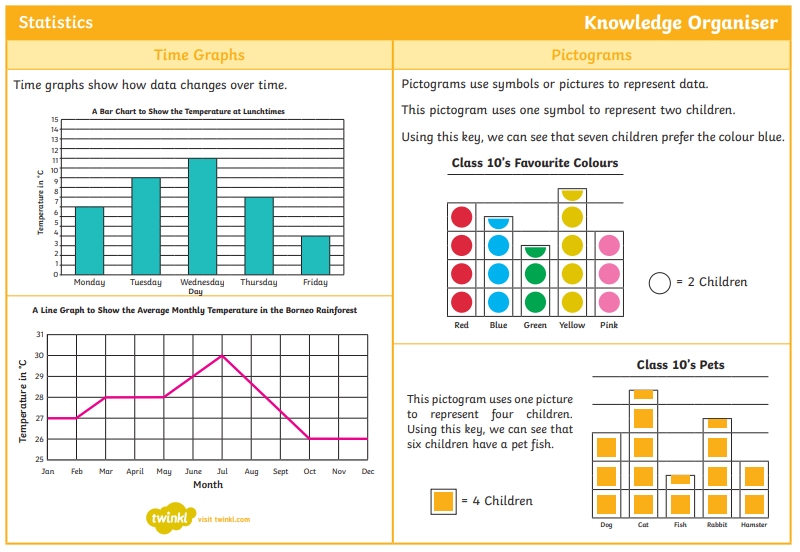 Statistics
Knowledge Organiser
Time Graphs
Time graphs show how data changes over time.
A Bar Chart to Show the Temperature at Lunchtimes
Temperature in °C
15
14
13
12
11
10
9
8
7
6
5
4
3
2
1
0
Monday Tuesday Wednesday Thursday Friday
Day
A Line Graph to Show the Average Monthly Temperature in the Borneo Rainforest
Temperature in °C
31
30
29
28
27
26
25
Jan Feb Mar April May June Jul Aug Sept Oct Nov Dec
Month
twinkl visit twinkl.com
Pictograms
Pictograms use symbols or pictures to represent data.
This pictogram uses one symbol to represent two children.
Using this key, we can see that seven children prefer the colour blue.
Class 10's Favourite Colours
Red Blue Green Yellow Pink
= 2 Children
Class 10's Pets
This pictogram uses one picture
to represent four children.
Using this key, we can see that
six children have a pet fish.
= 4 Children
Dog Cat Fish Rabbit Hamster